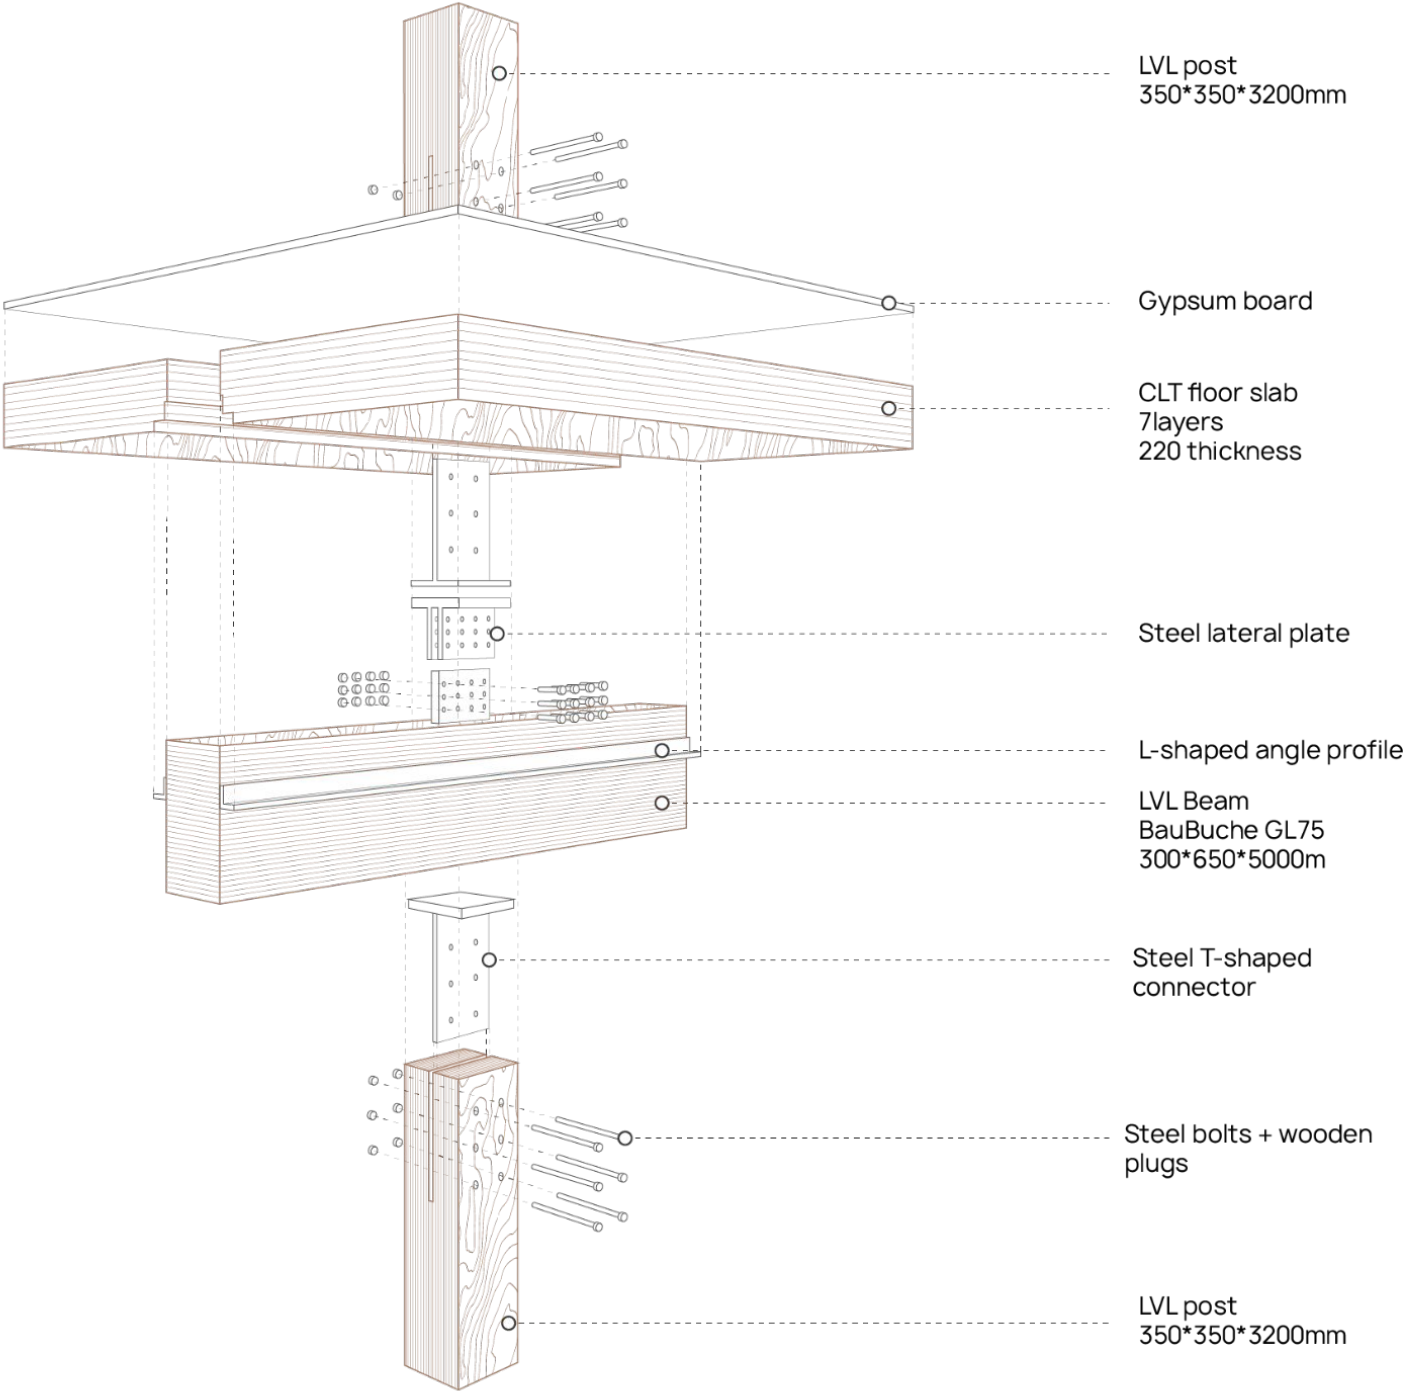 LVL post
350*350*3200mm
Gypsum board
CLT floor slab
7layers
220 thickness
Steel lateral plate
L-shaped angle profile
LVL Beam
BauBuche GL75
300*650*5000m
Steel T-shaped
connector
Steel bolts + wooden
plugs
LVL post
350*350*3200mm